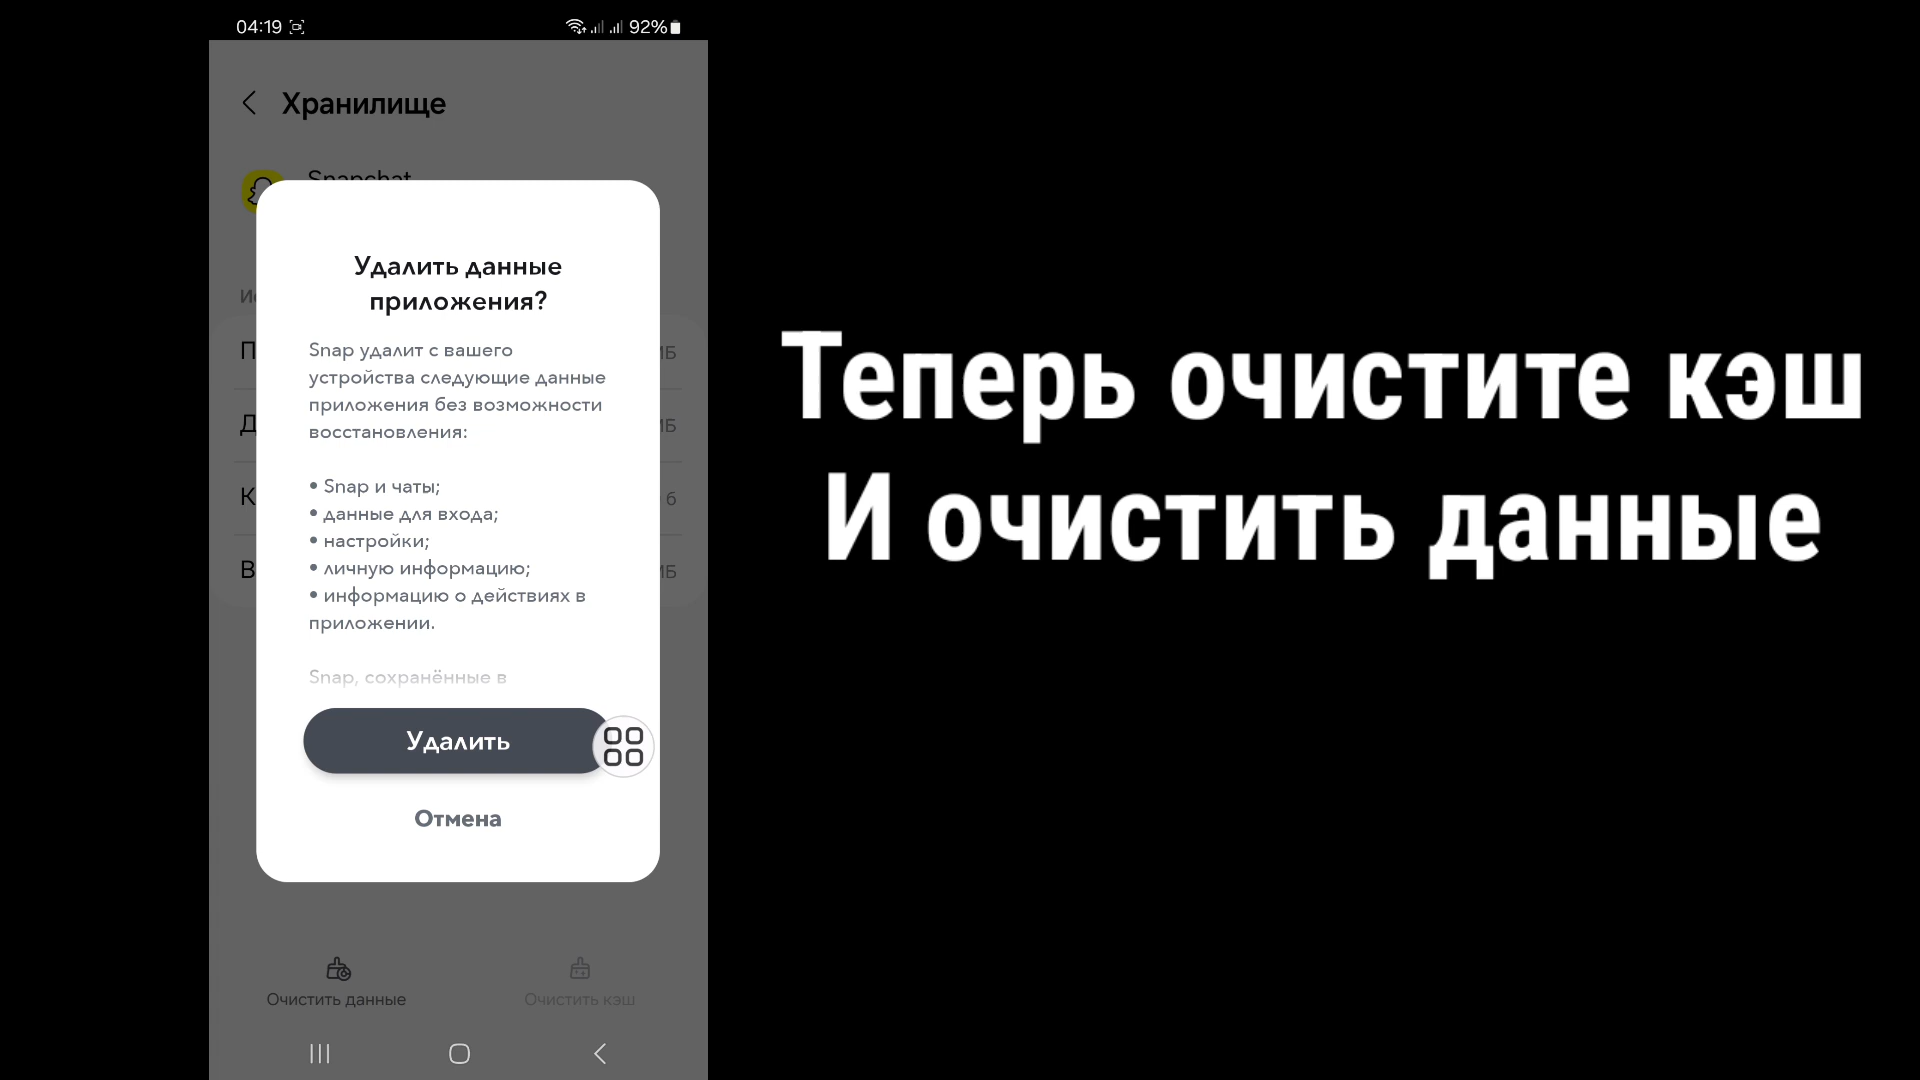 04:19
92%
Хранилище
Snapchat
Удалить данные
приложения?
Snap удалит с вашего
устройства следующие данные
приложения без возможности
восстановления:
• Snap и чаты;
• данные для входа;
• настройки;
• личную информацию;
• информацию о действиях в
приложении.
Snap, сохранённые в
Удалить
Отмена
Очистить данные
Очистить кэш
Теперь очистите кэш
И очистить данные